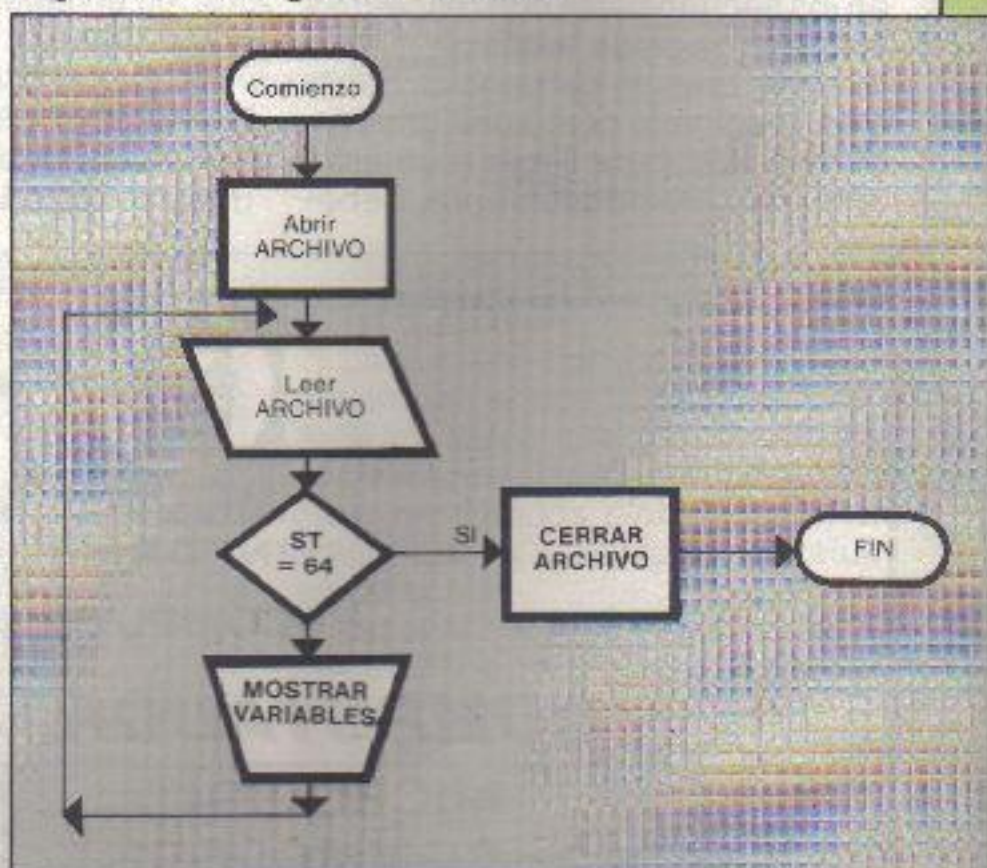 Comienzo
Abrir
ARCHIVO
Leer
ARCHIVO
ST
= 64
SI
CERRAR
ARCHIVO
FIN
MOSTRAR
VARIABLES